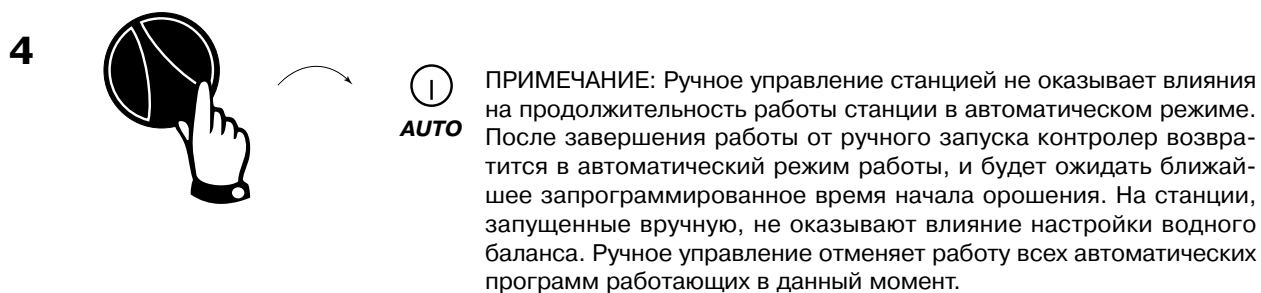 4
AUTO
ПРИМЕЧАНИЕ: Ручное управление станцией не оказывает влияния
на продолжительность работы станции в автоматическом режиме.
После завершения работы от ручного запуска контролер возвра-
тится в автоматический режим работы, и будет ожидать ближай-
шее запрограммированное время начала орошения. На станции,
запущенные вручную, не оказывают влияние настройки водного
баланса. Ручное управление отменяет работу всех автоматических
программ работающих в данный момент.